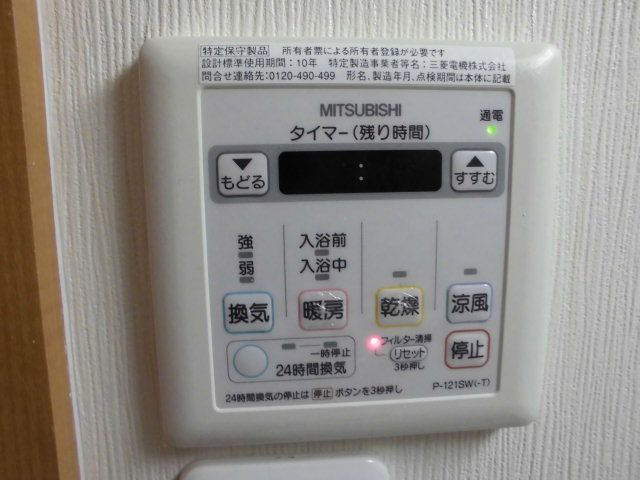 特定保守製品 所有者票による所有者登録が必要です
設計標準使用期間：10年 特定製造事業者等名：三菱電機株式会社
問合せ連絡先：0120-490-499 形名、製造年月、点検期間は本体に記載
MITSUBISHI
通電
タイマー(残り時間)
▼ ▲
もどる : すすむ
強 入浴前
弱 入浴中
換気 暖房 乾燥 涼風
一時停止
24時間換気
フィルター清掃
リセット
3秒押し
停止
P-121SW(-T)
24時間換気の停止は 停止 ボタンを3秒押し